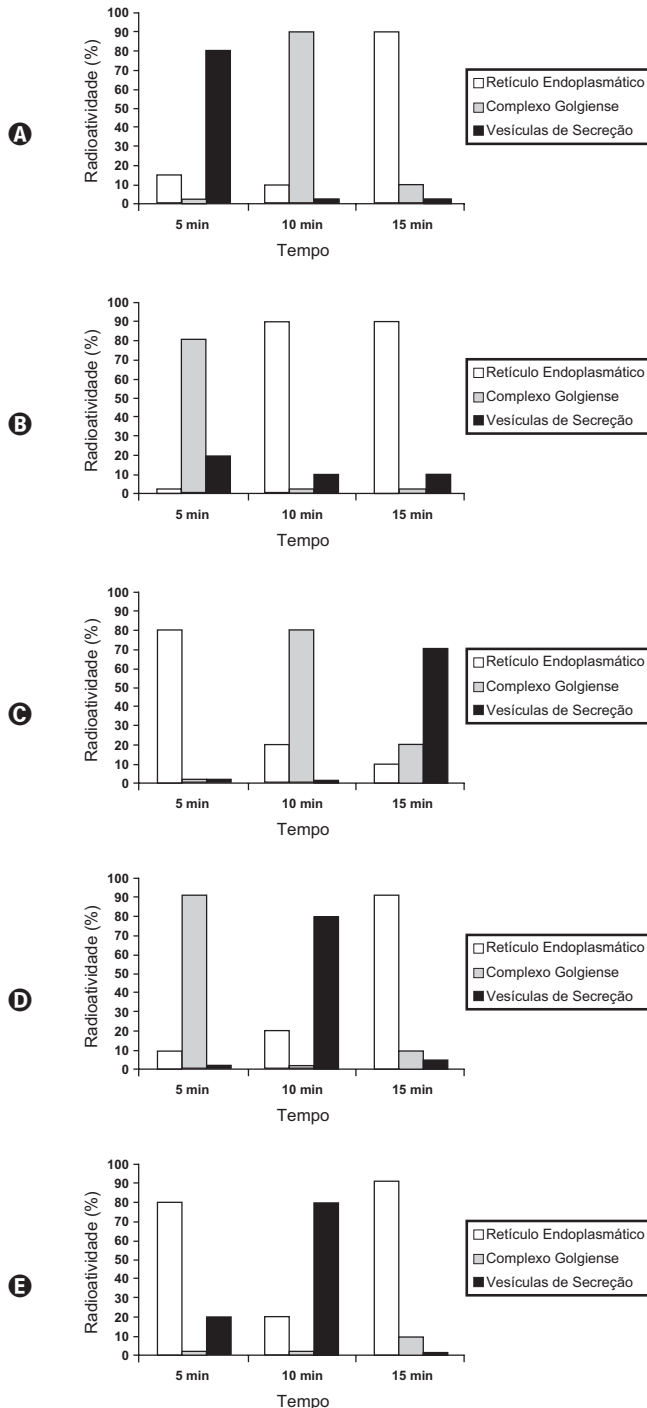 A
Radioatividade (%)
100
90
80
70
60
50
40
30
20
10
0
5 min 10 min 15 min
Tempo
Retículo Endoplasmático
Complexo Golgiense
Vesículas de Secreção
B
Radioatividade (%)
100
90
80
70
60
50
40
30
20
10
0
5 min 10 min 15 min
Tempo
Retículo Endoplasmático
Complexo Golgiense
Vesículas de Secreção
C
Radioatividade (%)
100
90
80
70
60
50
40
30
20
10
0
5 min 10 min 15 min
Tempo
Retículo Endoplasmático
Complexo Golgiense
Vesículas de Secreção
D
Radioatividade (%)
100
90
80
70
60
50
40
30
20
10
0
5 min 10 min 15 min
Tempo
Retículo Endoplasmático
Complexo Golgiense
Vesículas de Secreção
E
Radioatividade (%)
100
90
80
70
60
50
40
30
20
10
0
5 min 10 min 15 min
Tempo
Retículo Endoplasmático
Complexo Golgiense
Vesículas de Secreção